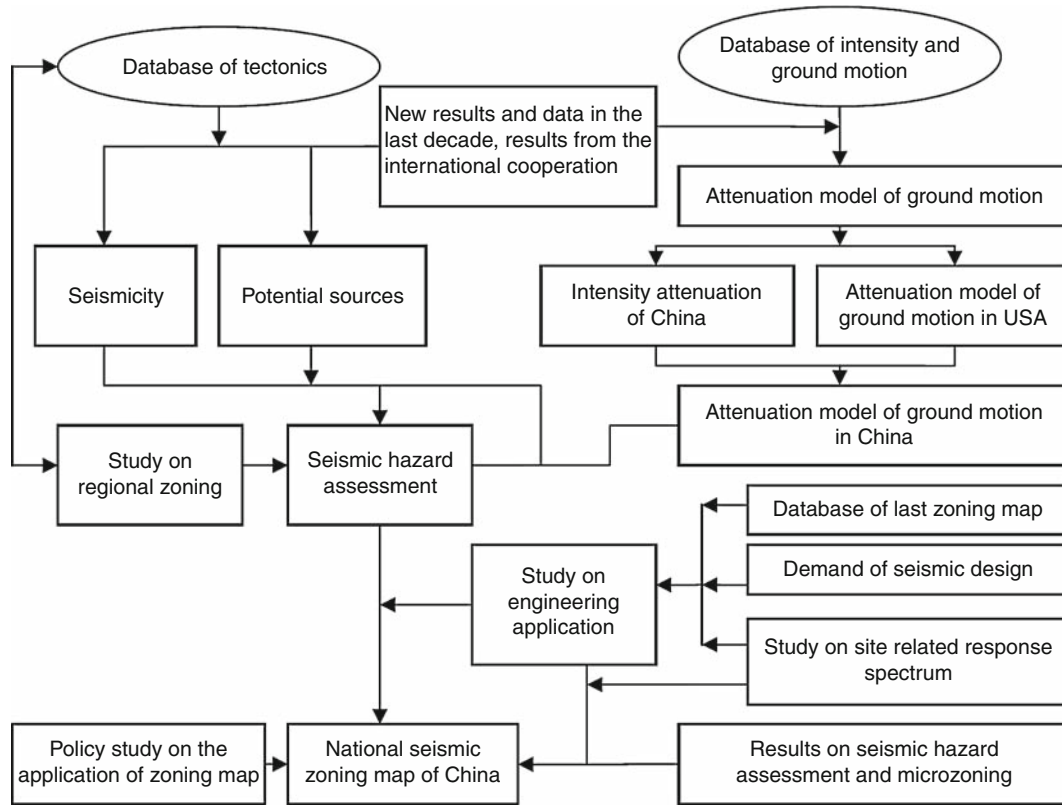 Database of tectonics
Database of intensity and
ground motion
New results and data in the
last decade, results from the
international cooperation
Attenuation model of ground motion
Seismicity
Potential sources
Intensity attenuation
of China
Attenuation model of
ground motion in USA
Attenuation model of ground motion
in China
Study on
regional zoning
Seismic hazard
assessment
Database of last zoning map
Study on
engineering
application
Demand of seismic design
Study on site related response
spectrum
Policy study on the
application of zoning map
National seismic
zoning map of China
Results on seismic hazard
assessment and microzoning